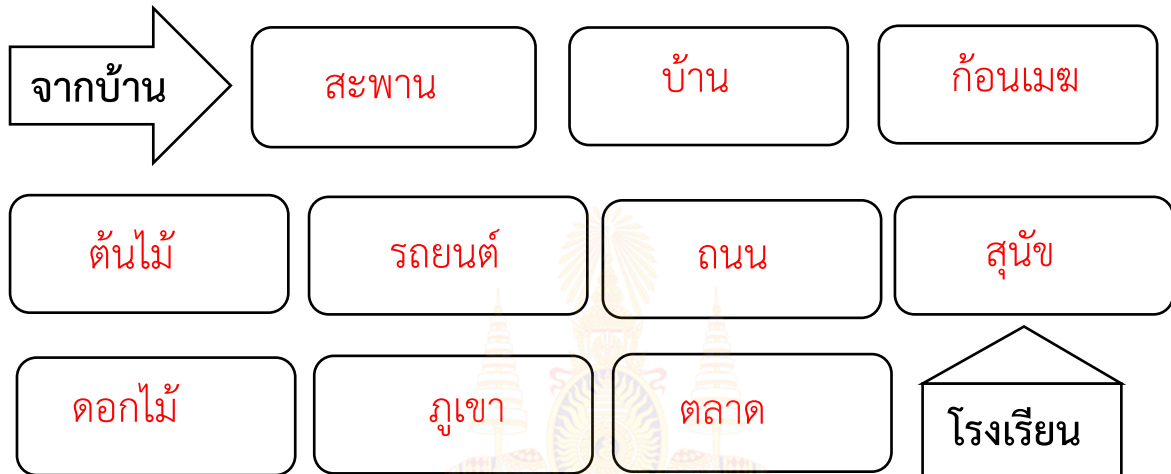 จากบ้าน สะพาน บ้าน ก้อนเมฆ
ต้นไม้ รถยนต์ ถนน สุนัข
ดอกไม้ ภูเขา ตลาด โรงเรียน